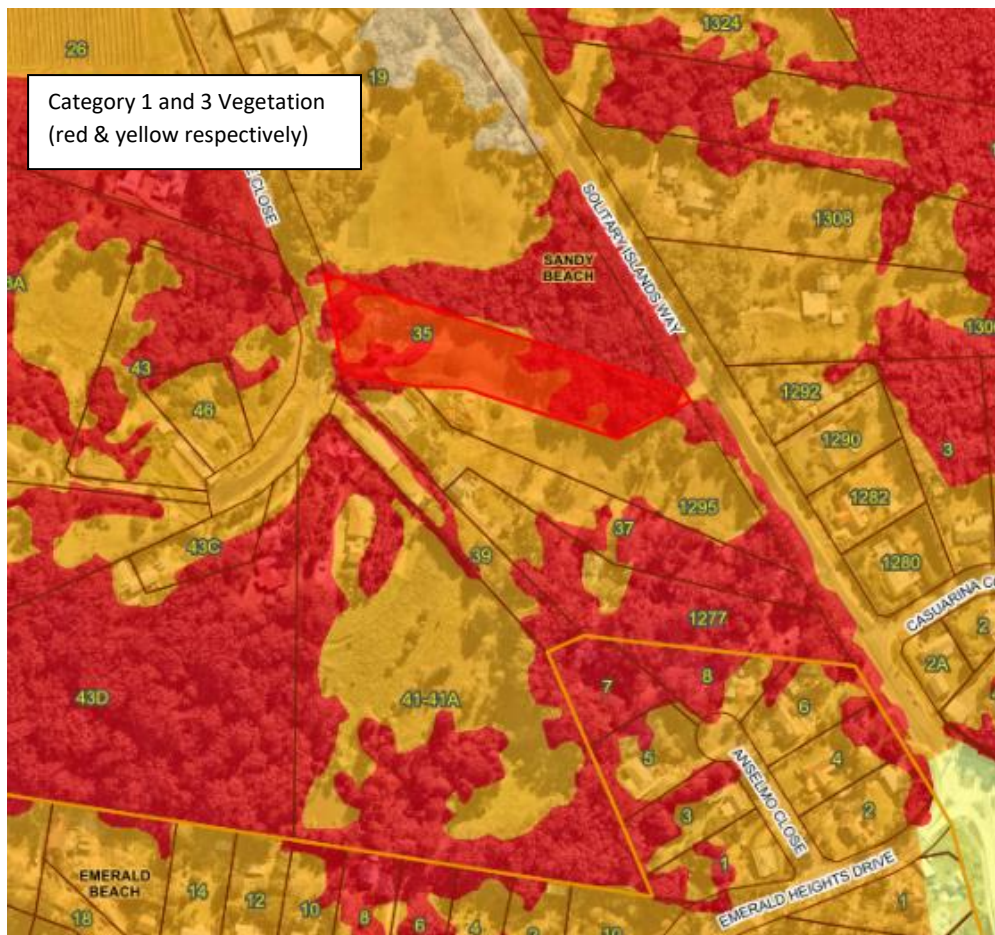 1324
26
19
Category 1 and 3 Vegetation
(red & yellow respectively)
E CLOSE
SOLITARY ISLANDS WAY
1308
SANDY
BEACH
35
43
46
1292
1290
3
1282
1295
37
1280
39
43C
CASUARINA
1277
2
2A
7
8
43D
41-41A
6
5
4
ANSELMO CLOSE
3
2
1
EMERALD
BEACH
14
12
10
18
8
6
4
EMERALD HEIGHTS DRIVE
1